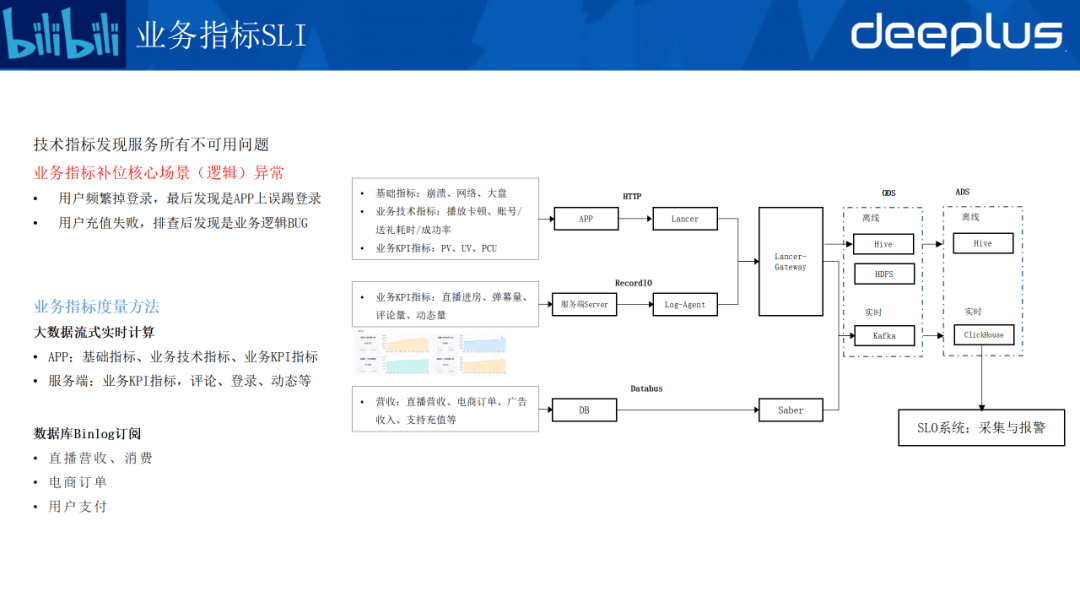 bilibili
业务指标SLI
deeplus
技术指标发现服务所有不可用问题
业务指标补位核心场景（逻辑）异常
• 用户频繁掉登录，最后发现是APP上误踢登录
• 用户充值失败，排查后发现是业务逻辑BUG
业务指标度量方法
大数据流式实时计算
• APP：基础指标、业务技术指标、业务KPI指标
• 服务端：业务KPI指标，评论、登录、动态等
数据库Binlog订阅
• 直播营收、消费
• 电商订单
• 用户支付
• 基础指标：崩溃、网络、大盘
• 业务技术指标：播放卡顿、账号/
送礼耗时/成功率
• 业务KPI指标：PV、UV、PCU
HTTP
APP
Lancer
• 业务KPI指标：直播进房、弹幕量、
评论量、动态量
RecordIO
服务端Server
Log-Agent
• 营收：直播营收、电商订单、广告
收入、支持充值等
Databus
DB
Saber
Lancer-
Gateway
ODS
离线
Hive
HDFS
实时
Kafka
ADS
离线
Hive
实时
ClickHouse
SLO系统：采集与报警